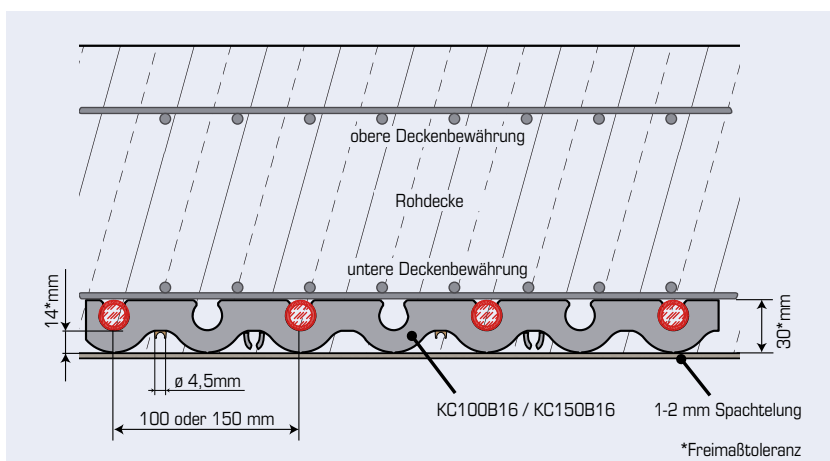 obere Deckenbewährung
Rohdecke
untere Deckenbewährung
14*mm
30*mm
ø 4,5mm
100 oder 150 mm
KC100B16 / KC150B16
1-2 mm Spachtelung
*Freimaßtoleranz